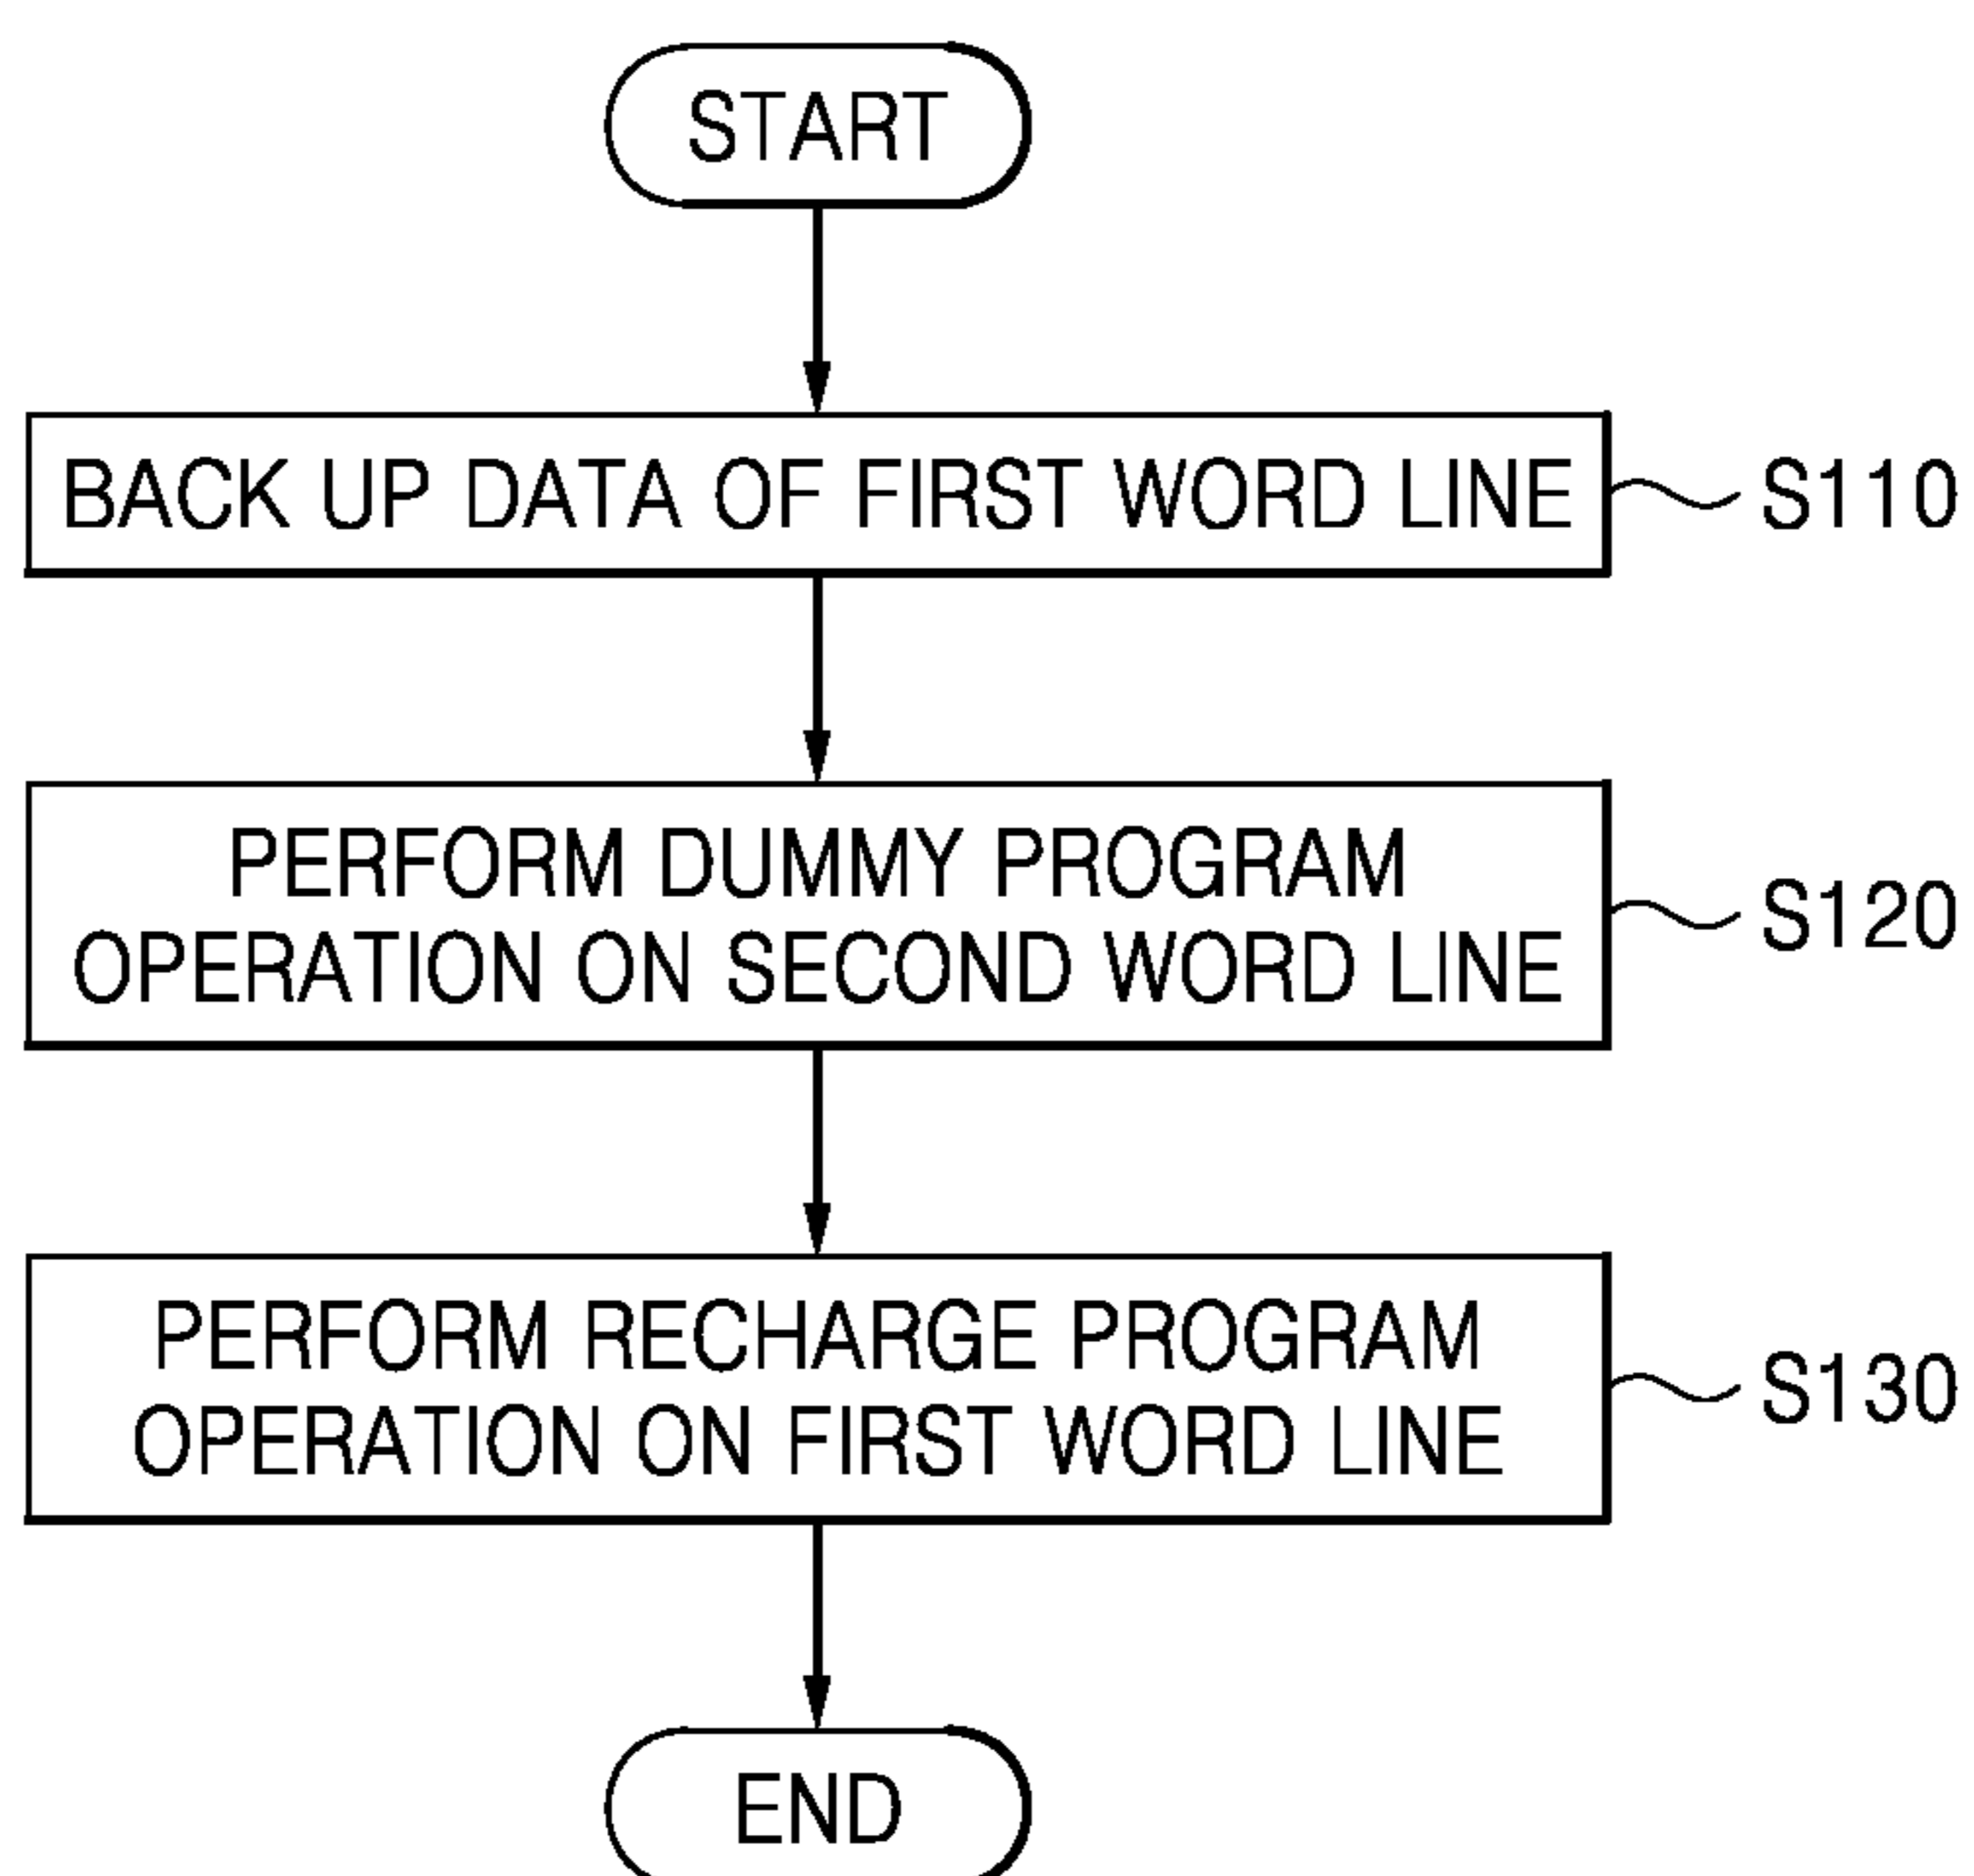 START
BACK UP DATA OF FIRST WORD LINE
S110
PERFORM DUMMY PROGRAM
OPERATION ON SECOND WORD LINE
S120
PERFORM RECHARGE PROGRAM
OPERATION ON FIRST WORD LINE
S130
END